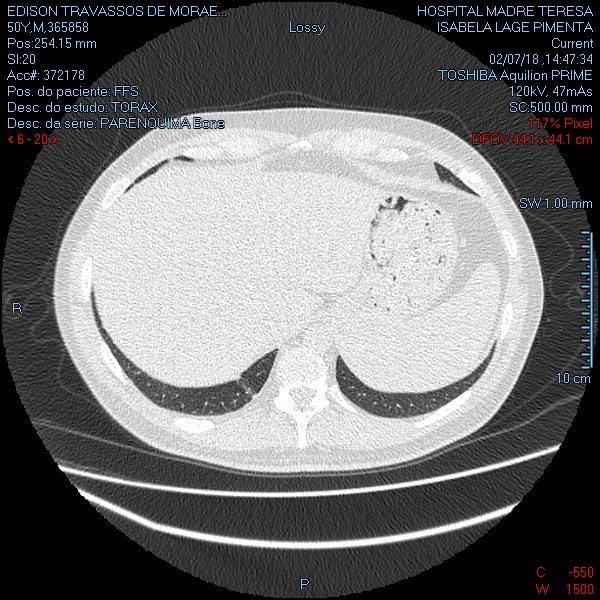 EDISON TRAVASSOS DE MORAE...
50Y,M,365858
Pos:254.15 mm
SI:20
Acc#: 372178
Pos. do paciente: FFS
Desc. do estudo: TORAX
Desc. da série: PARENQUIMA Bone
< 6 - 20 >
Lossy
HOSPITAL MADRE TERESA
ISABELA LAGE PIMENTA
Current
02/07/18 ,14:47:34
TOSHIBA Aquilion PRIME
120kV, 47mAs
SC:500.00 mm
117% Pixel
DFOV 44.1 x 44.1 cm
SW 1.00 mm
R
10 cm
P
C -550
W 1500